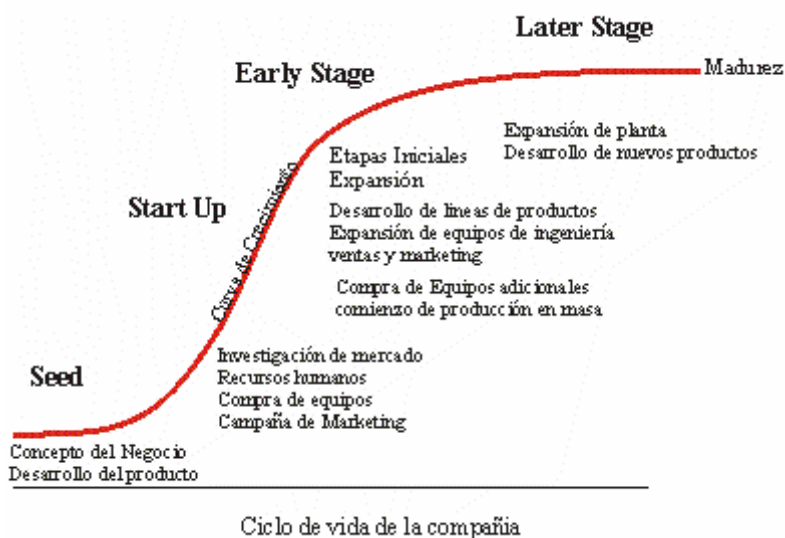 Later Stage
Early Stage
Madurez
Expansión de planta
Desarrollo de nuevos productos
Etapas Iniciales
Expansión
Start Up
Curva de Crecimiento
Desarrollo de líneas de productos
Expansión de equipos de ingeniería
ventas y marketing
Compra de Equipos adicionales
comienzo de producción en masa
Seed
Investigación de mercado
Recursos humanos
Compra de equipos
Campaña de Marketing
Concepto del Negocio
Desarrollo del producto
Ciclo de vida de la compañia